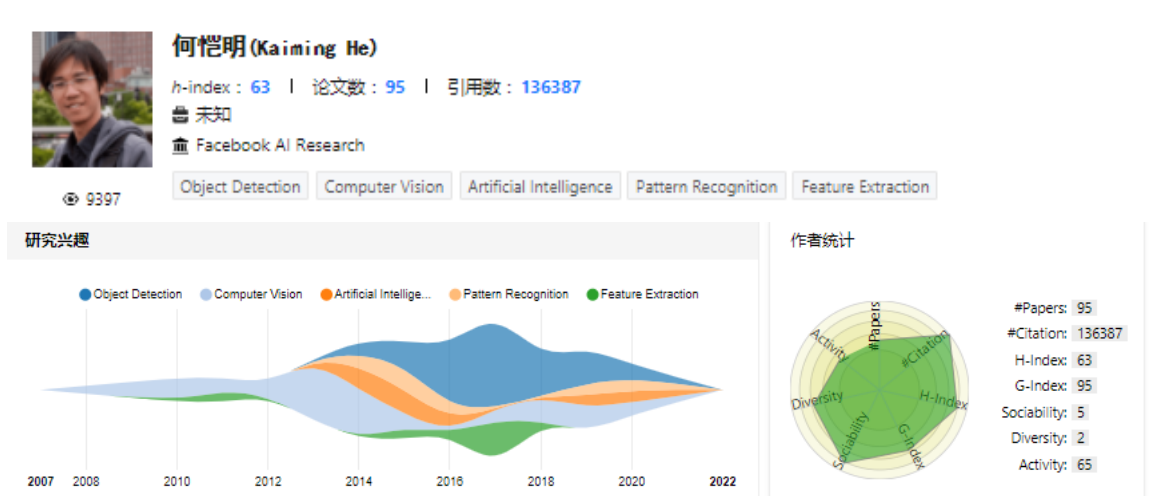 何恺明(Kaiming He)
h-index : 63 | 论文数 : 95 | 引用数 : 136387
未知
Facebook AI Research
9397
Object Detection Computer Vision Artificial Intelligence Pattern Recognition Feature Extraction
研究兴趣
Object Detection Computer Vision Artificial Intellige... Pattern Recognition Feature Extraction
2007 2008 2010 2012 2014 2016 2018 2020 2022
作者统计
#Papers
#Citation
H-Index
G-Index
Sociability
Diversity
Activity
#Papers: 95
#Citation: 136387
H-Index: 63
G-Index: 95
Sociability: 5
Diversity: 2
Activity: 65